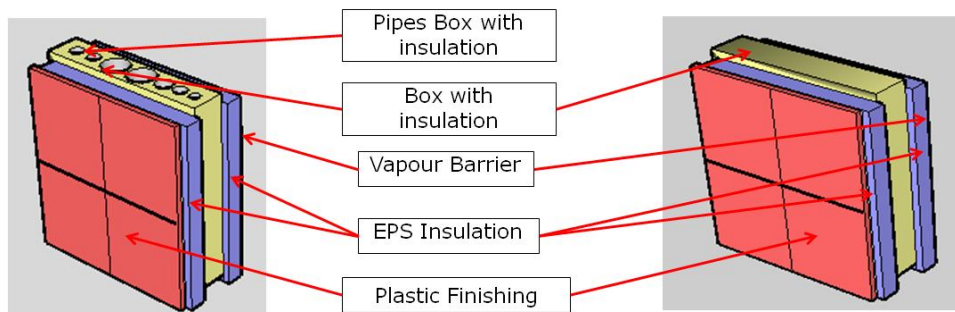 Pipes Box with
insulation
Box with
insulation
Vapour Barrier
EPS Insulation
Plastic Finishing